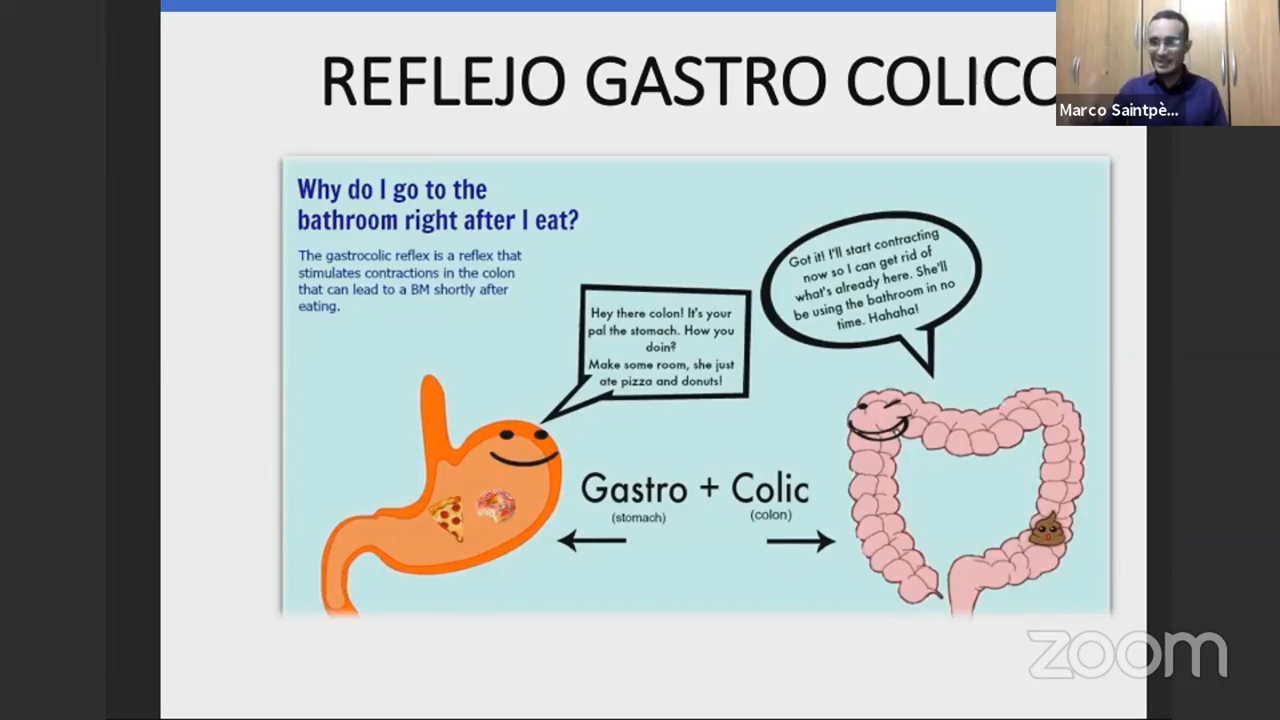 REFLEJO GASTRO COLICO
Marco Saintpè...
Why do I go to the
bathroom right after I eat?
The gastrocolic reflex is a reflex that
stimulates contractions in the colon
that can lead to a BM shortly after
eating.
Hey there colon! It's your
pal the stomach. How you
doin?
Make some room, she just
ate pizza and donuts!
Got it! I'll start contracting
now so I can get rid of
what's already here. She'll
be using the bathroom in no
time. Hahaha!
Gastro + Colic
(stomach) (colon)
zoom